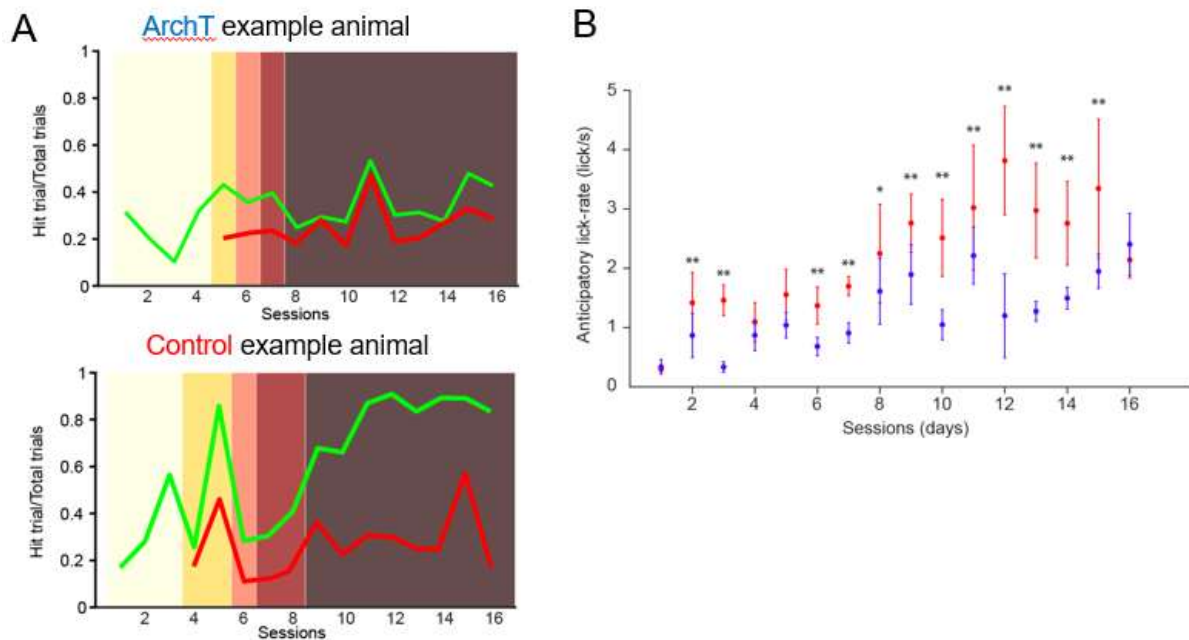 A
ArchT example animal
Hit trial/Total trials
1
0.8
0.6
0.4
0.2
0
2 4 6 8 10 12 14 16
Sessions
Control example animal
Hit trial/Total trials
1
0.8
0.6
0.4
0.2
0
2 4 6 8 10 12 14 16
Sessions
B
Anticipatory lick-rate (lick/s)
5
4
3
2
1
0
** ** ** ** * ** ** ** ** ** ** **
2 4 6 8 10 12 14 16
Sessions (days)